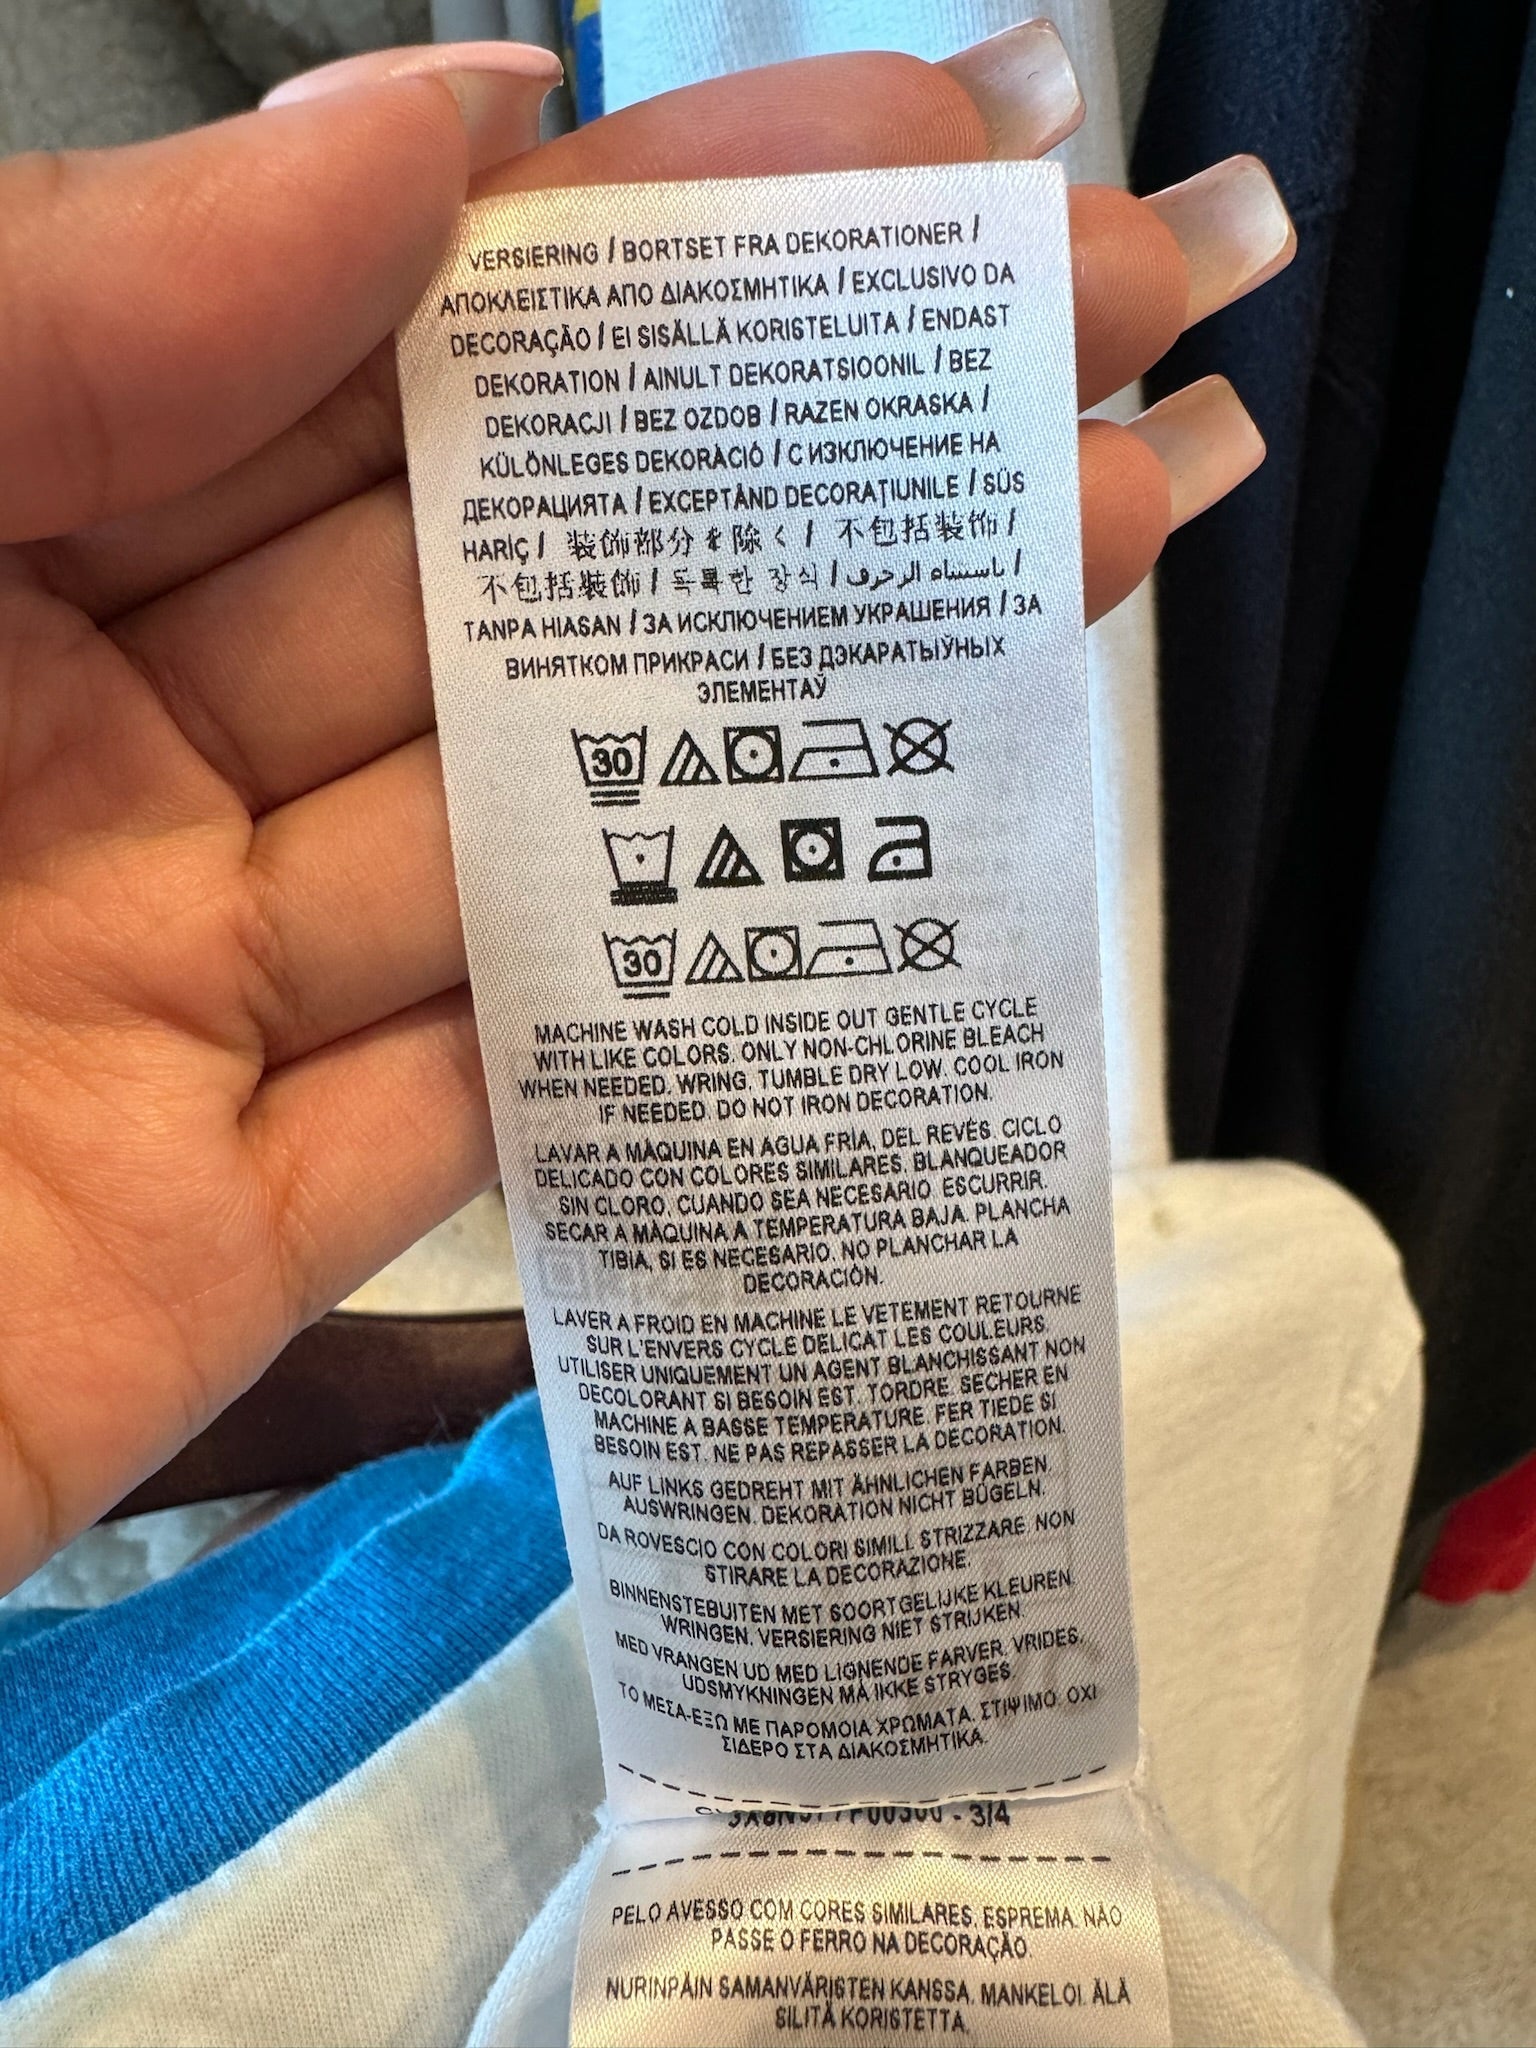 VERSIERING / BORTSET FRA DEKORATIONER /
ΑΠΟΚΛΕΙΣΤΙΚΑ ΑΠΟ ΔΙΑΚΟΣΜΗΤΙΚΑ / EXCLUSIVO DA
DECORAÇÃO / EI SISÄLLÄ KORISTELUITA / ENDAST
DEKORATION / AINULT DEKORATSIOONIL / BEZ
DEKORACJI / BEZ OZDOB / RAZEN OKRASKA /
KÜLÖNLEGES DEKORÁCIÓ / С ИЗКЛЮЧЕНИЕ НА
ДЕКОРАЦИЯТА / EXCEPTÂND DECORAȚIUNILE / SÜS
HARİÇ / 装飾部分を除く / 不包括装饰 /
不包括裝飾 / 독특한 장식 / باستثناء الزخرفة /
TANPA HIASAN / ЗА ИСКЛЮЧЕНИЕМ УКРАШЕНИЯ / ЗА
ВИНЯТКОМ ПРИКРАСИ / БЕЗ ДЭКАРАТЫЎНЫХ
ЭЛЕМЕНТАЎ
30
30
MACHINE WASH COLD INSIDE OUT GENTLE CYCLE
WITH LIKE COLORS. ONLY NON-CHLORINE BLEACH
WHEN NEEDED. WRING. TUMBLE DRY LOW. COOL IRON
IF NEEDED. DO NOT IRON DECORATION.
LAVAR A MÁQUINA EN AGUA FRÍA. DEL REVÉS. CICLO
DELICADO CON COLORES SIMILARES. BLANQUEADOR
SIN CLORO, CUANDO SEA NECESARIO. ESCURRIR.
SECAR A MÁQUINA A TEMPERATURA BAJA. PLANCHA
TIBIA, SI ES NECESARIO. NO PLANCHAR LA
DECORACIÓN.
LAVER A FROID EN MACHINE LE VETEMENT RETOURNE
SUR L'ENVERS CYCLE DELICAT LES COULEURS.
UTILISER UNIQUEMENT UN AGENT BLANCHISSANT NON
DECOLORANT SI BESOIN EST. TORDRE. SECHER EN
MACHINE A BASSE TEMPERATURE. FER TIEDE SI
BESOIN EST. NE PAS REPASSER LA DECORATION.
AUF LINKS GEDREHT MIT ÄHNLICHEN FARBEN.
AUSWRINGEN. DEKORATION NICHT BÜGELN.
DA ROVESCIO CON COLORI SIMILI. STRIZZARE. NON
STIRARE LA DECORAZIONE.
BINNENSTEBUITEN MET SOORTGELIJKE KLEUREN.
WRINGEN. VERSIERING NIET STRIJKEN.
MED VRANGEN UD MED LIGNENDE FARVER. VRIDES.
UDSMYKNINGEN MÅ IKKE STRYGES.
ΤΟ ΜΕΣΑ-ΕΞΩ ΜΕ ΠΑΡΟΜΟΙΑ ΧΡΩΜΑΤΑ. ΣΤΙΨΙΜΟ. ΟΧΙ
ΣΙΔΕΡΟ ΣΤΑ ΔΙΑΚΟΣΜΗΤΙΚΑ.
- 3/4
PELO AVESSO COM CORES SIMILARES. ESPREMA. NÃO
PASSE O FERRO NA DECORAÇÃO.
NURINPÄIN SAMANVÄRISTEN KANSSA. MANKELOI. ÄLÄ
SILITÄ KORISTETTA.